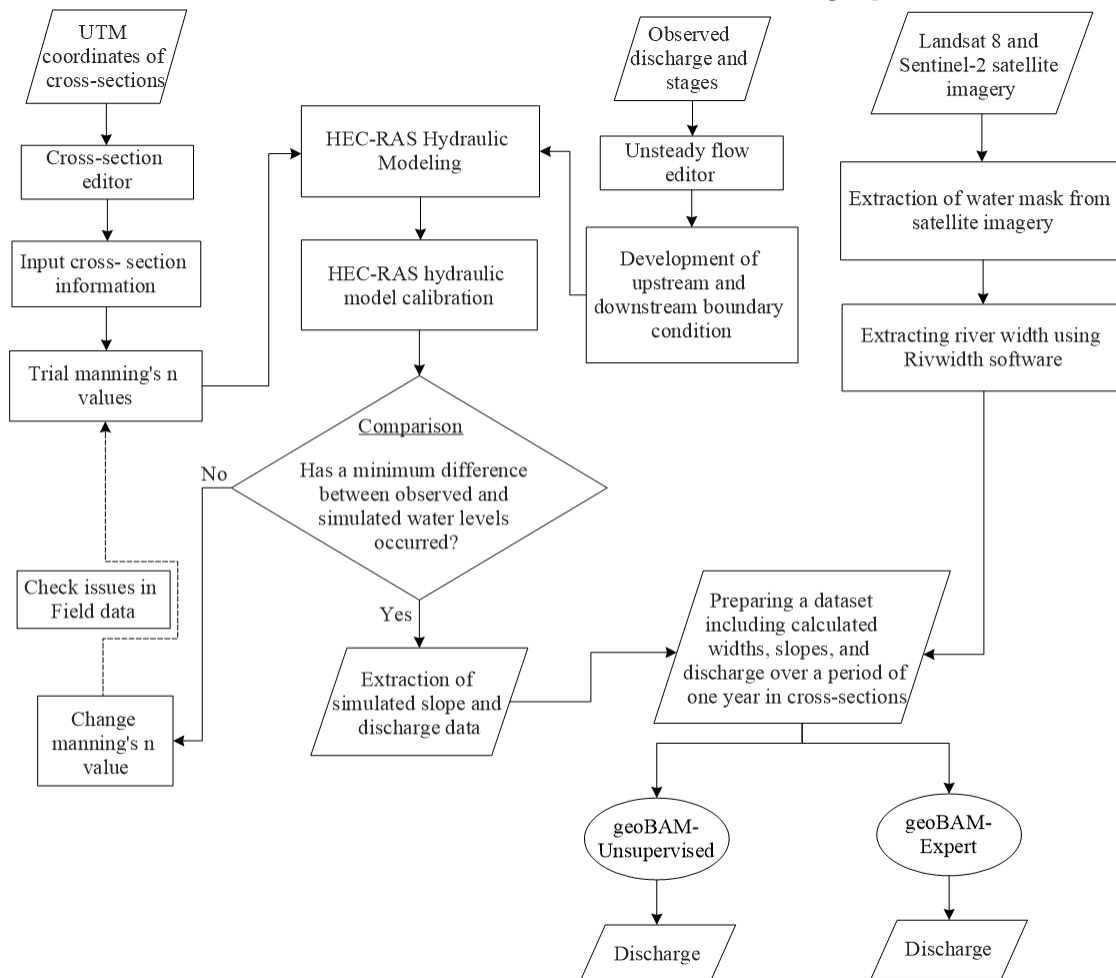 UTM
coordinates of
cross-sections
Cross-section
editor
Input cross- section
information
Trial manning's n
values
Check issues in
Field data
Change
manning's n
value
HEC-RAS Hydraulic
Modeling
HEC-RAS hydraulic
model calibration
Comparison
Has a minimum difference
between observed and
simulated water levels
occurred?
No
Yes
Extraction of
simulated slope and
discharge data
Observed
discharge and
stages
Unsteady flow
editor
Development of
upstream and
downstream boundary
condition
Landsat 8 and
Sentinel-2 satellite
imagery
Extraction of water mask from
satellite imagery
Extracting river width using
Rivwidth software
Preparing a dataset
including calculated
widths, slopes, and
discharge over a period of
one year in cross-sections
geoBAM-
Unsupervised
geoBAM-
Expert
Discharge
Discharge